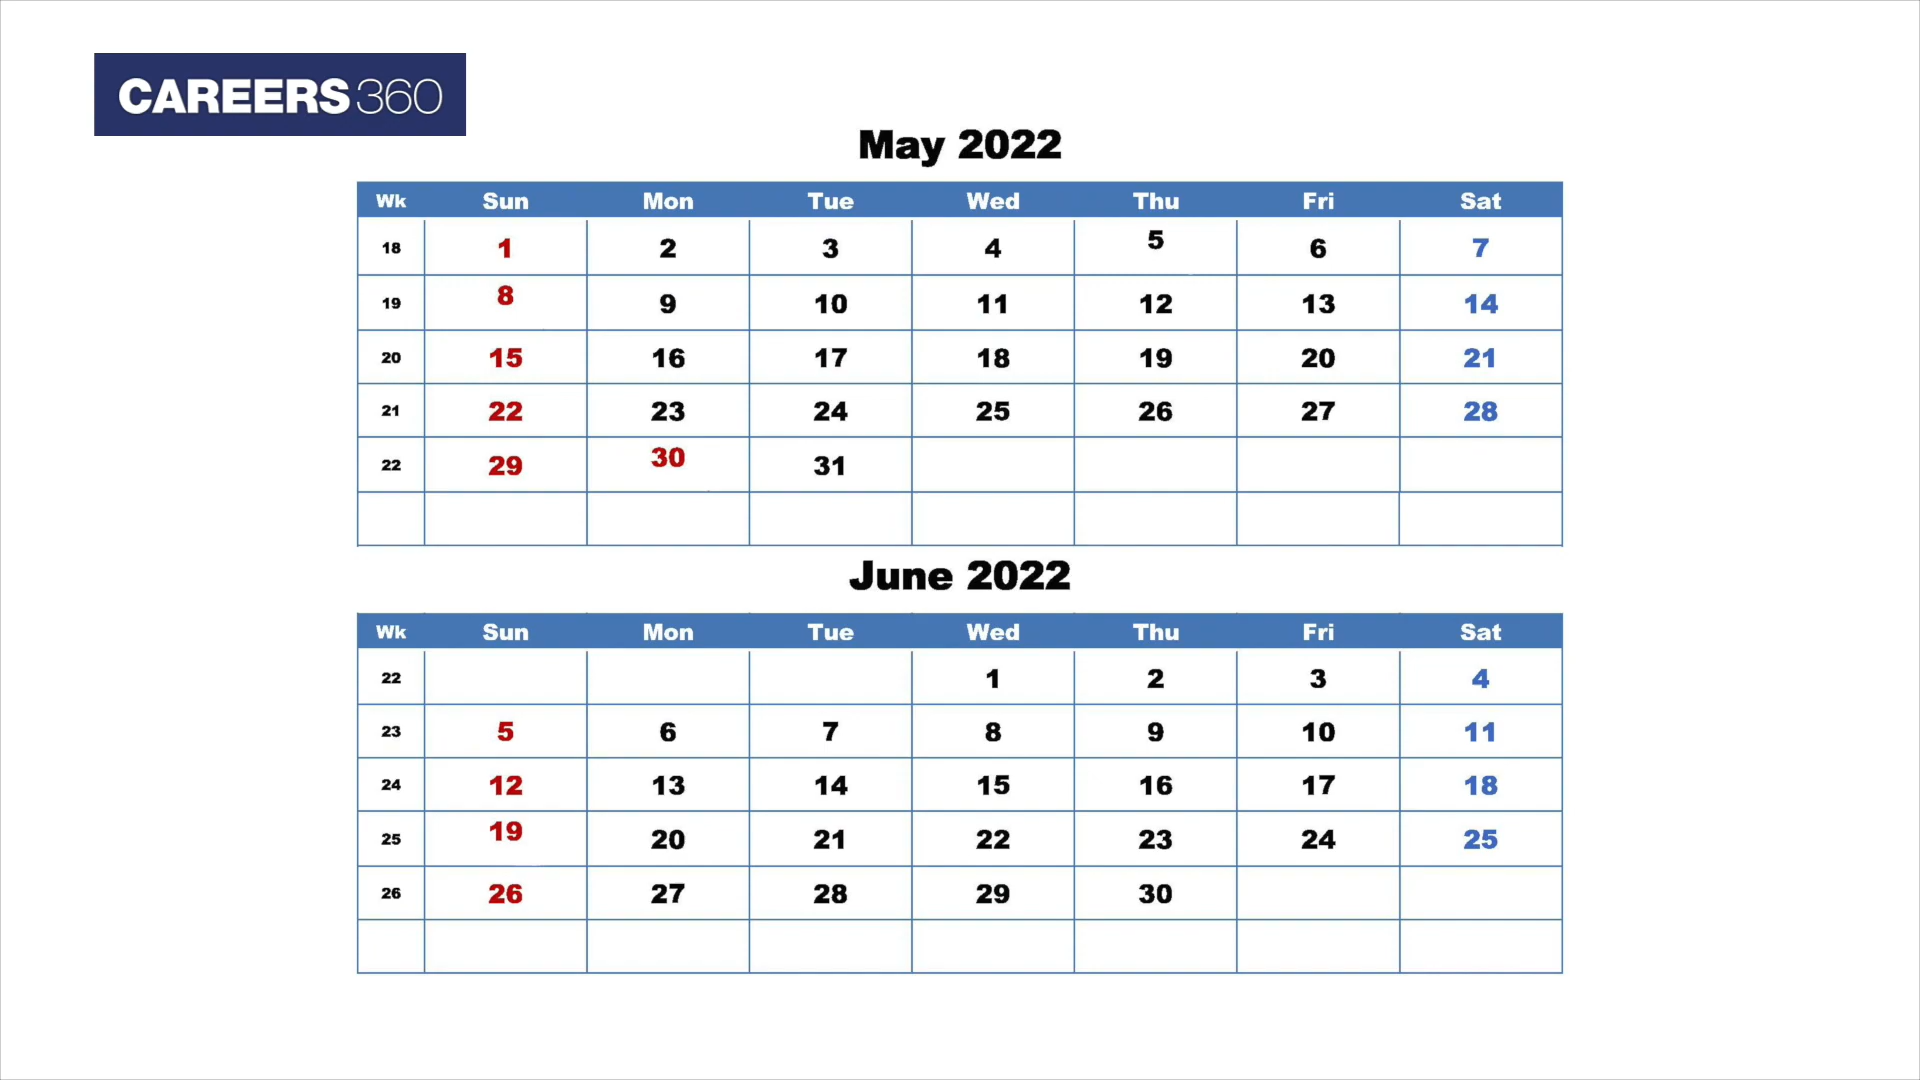 CAREERS360
May 2022
Wk Sun Mon Tue Wed Thu Fri Sat
18 1 2 3 4 5 6 7
19 8 9 10 11 12 13 14
20 15 16 17 18 19 20 21
21 22 23 24 25 26 27 28
22 29 30 31
June 2022
Wk Sun Mon Tue Wed Thu Fri Sat
22 1 2 3 4
23 5 6 7 8 9 10 11
24 12 13 14 15 16 17 18
25 19 20 21 22 23 24 25
26 26 27 28 29 30